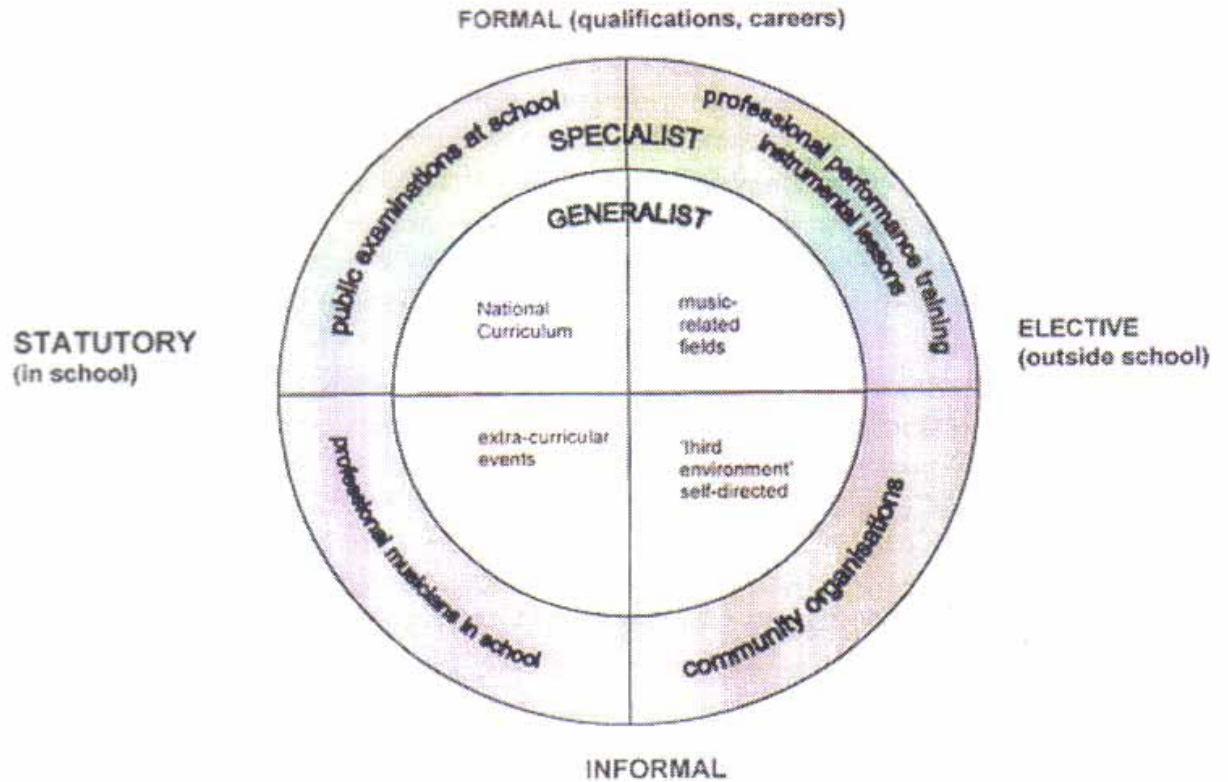 FORMAL (qualifications, careers)
public examinations at school
professional performance training
instrumental lessons
SPECIALIST
GENERALIST
National
Curriculum
music-
related
fields
STATUTORY
(in school)
ELECTIVE
(outside school)
extra-curricular
events
'third
environment'
self-directed
professional musicians in school
community organisations
INFORMAL